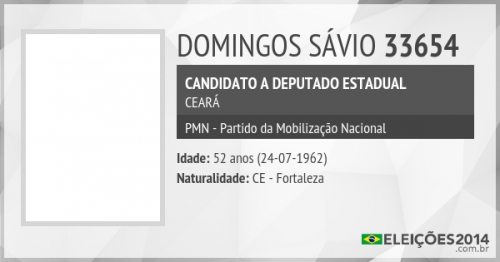 DOMINGOS SÁVIO 33654
CANDIDATO A DEPUTADO ESTADUAL
CEARÁ
PMN - Partido da Mobilização Nacional
Idade: 52 anos (24-07-1962)
Naturalidade: CE - Fortaleza
ELEIÇÕES2014
.com.br